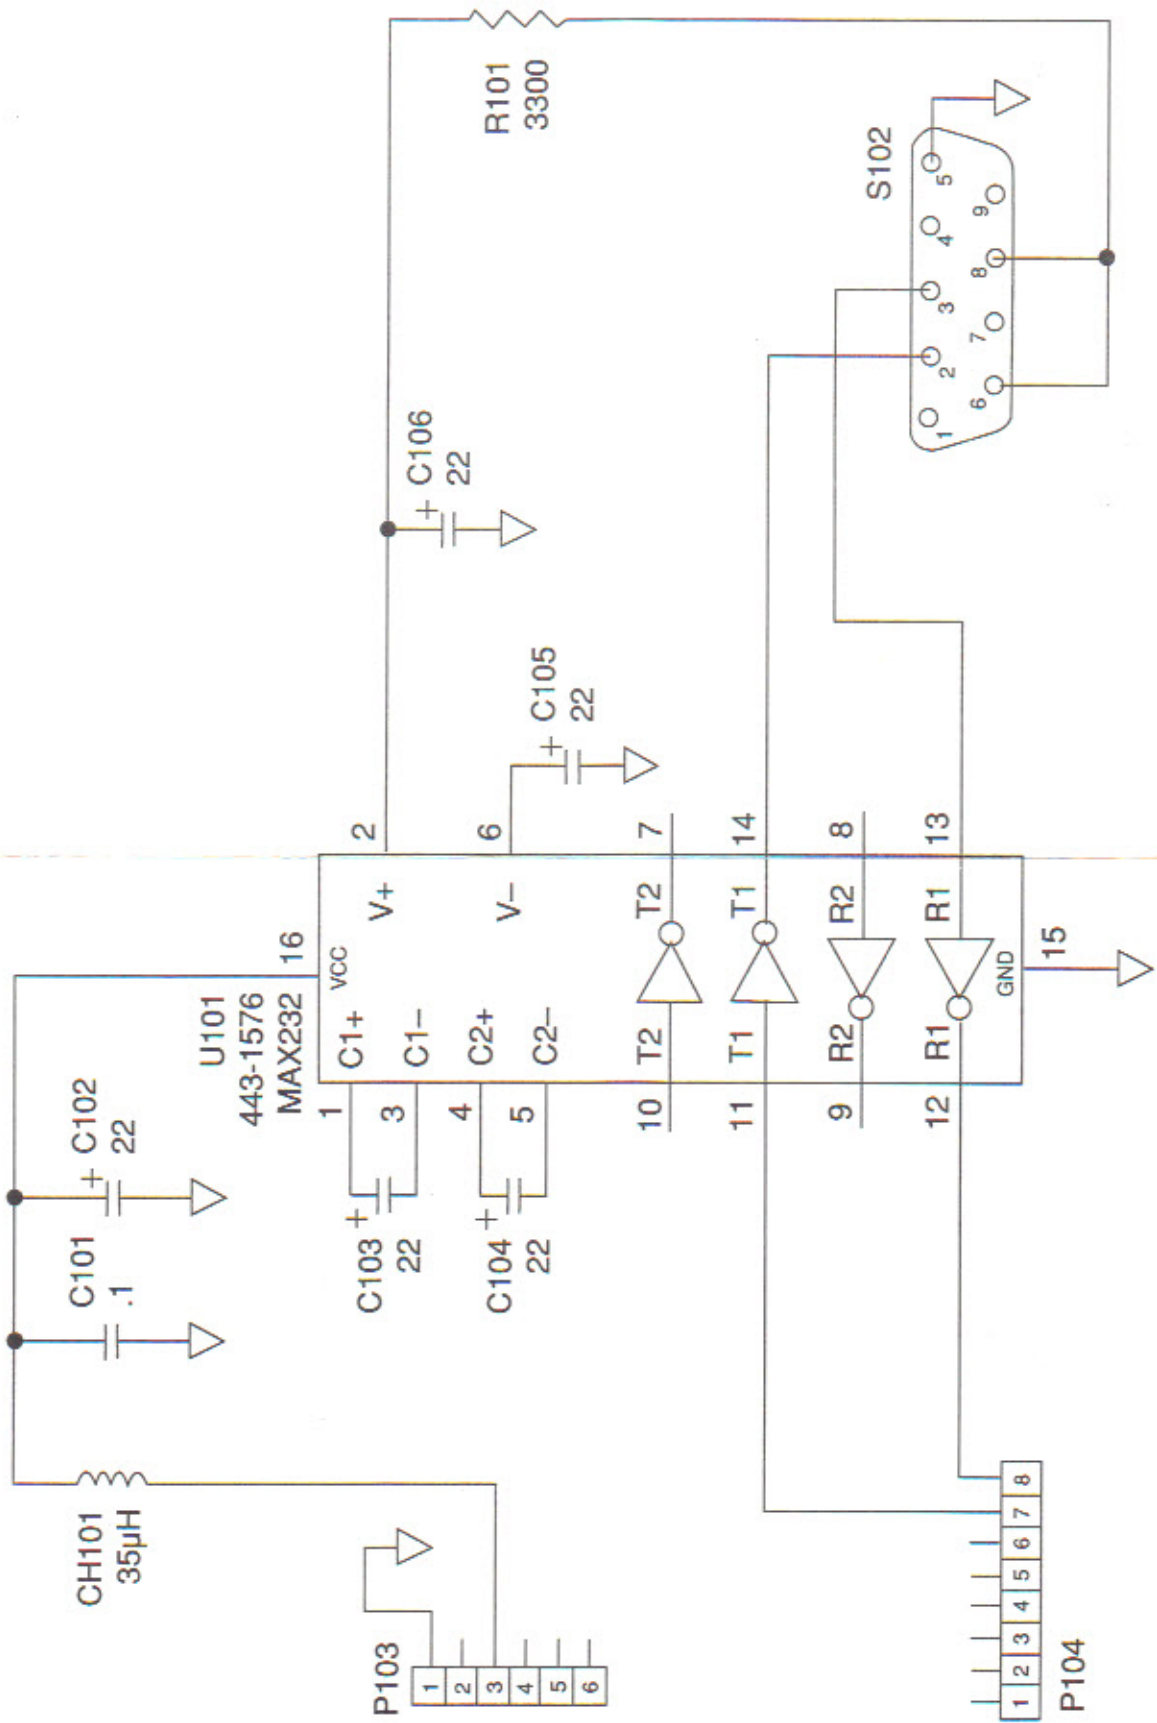 CH101
35µH
C101
.1
C102
22
U101
443-1576
MAX232
16
VCC
P103
1
2
3
4
5
6
C103
22
+
1
3
C1+
C1−
V+
2
+
C106
22
R101
3300
C104
22
+
4
5
C2+
C2−
V−
6
+
C105
22
+
10
T2
T2
7
11
T1
T1
14
9
R2
R2
8
12
R1
R1
13
GND
15
S102
1
2
3
4
5
6
7
8
9
P104
1
2
3
4
5
6
7
8